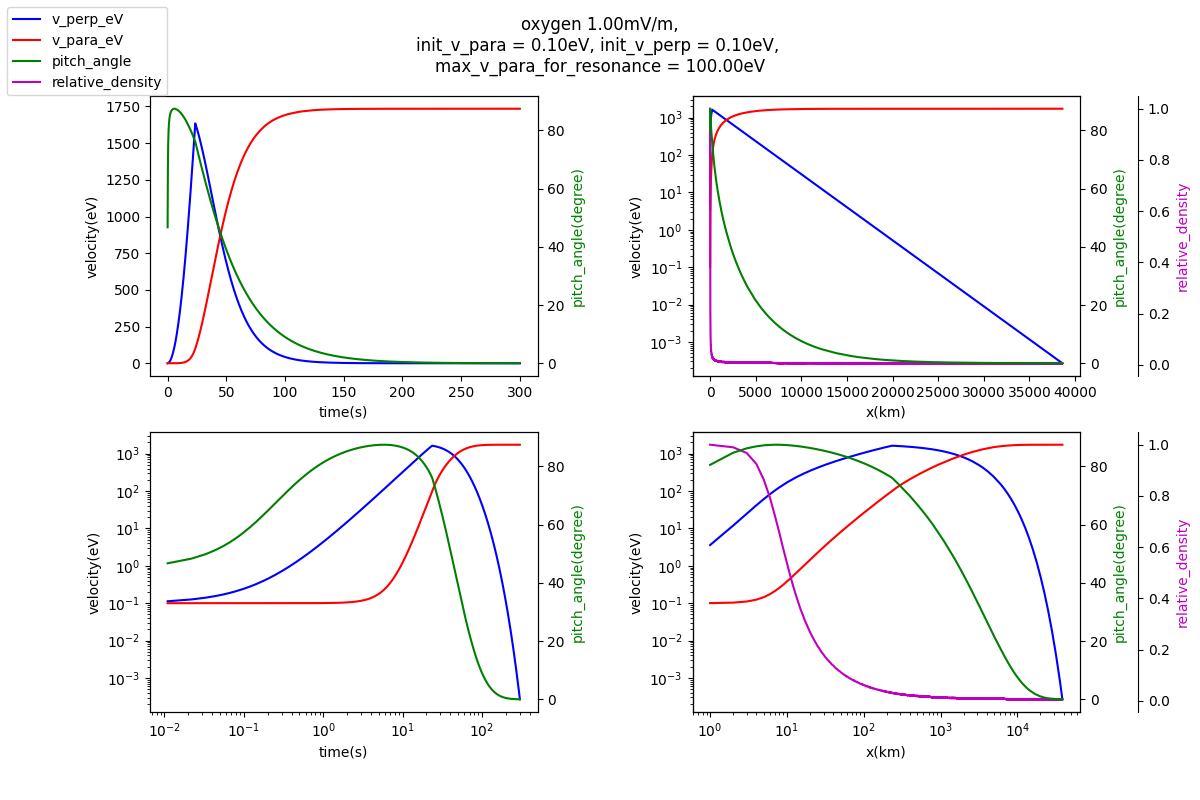 v_perp_eV
v_para_eV
pitch_angle
relative_density
oxygen 1.00mV/m,
init_v_para = 0.10eV, init_v_perp = 0.10eV,
max_v_para_for_resonance = 100.00eV
velocity(eV)
1750
1500
1250
1000
750
500
250
0
0 50 100 150 200 250 300
time(s)
80
60
40
20
0
pitch_angle(degree)
velocity(eV)
10³
10²
10¹
10⁰
10⁻¹
10⁻²
10⁻³
0 5000 10000 15000 20000 25000 30000 35000 40000
x(km)
80
60
40
20
0
pitch_angle(degree)
1.0
0.8
0.6
0.4
0.2
0.0
relative_density
velocity(eV)
10³
10²
10¹
10⁰
10⁻¹
10⁻²
10⁻³
10⁻² 10⁻¹ 10⁰ 10¹ 10²
time(s)
80
60
40
20
0
pitch_angle(degree)
velocity(eV)
10³
10²
10¹
10⁰
10⁻¹
10⁻²
10⁻³
10⁰ 10¹ 10² 10³ 10⁴
x(km)
80
60
40
20
0
pitch_angle(degree)
1.0
0.8
0.6
0.4
0.2
0.0
relative_density